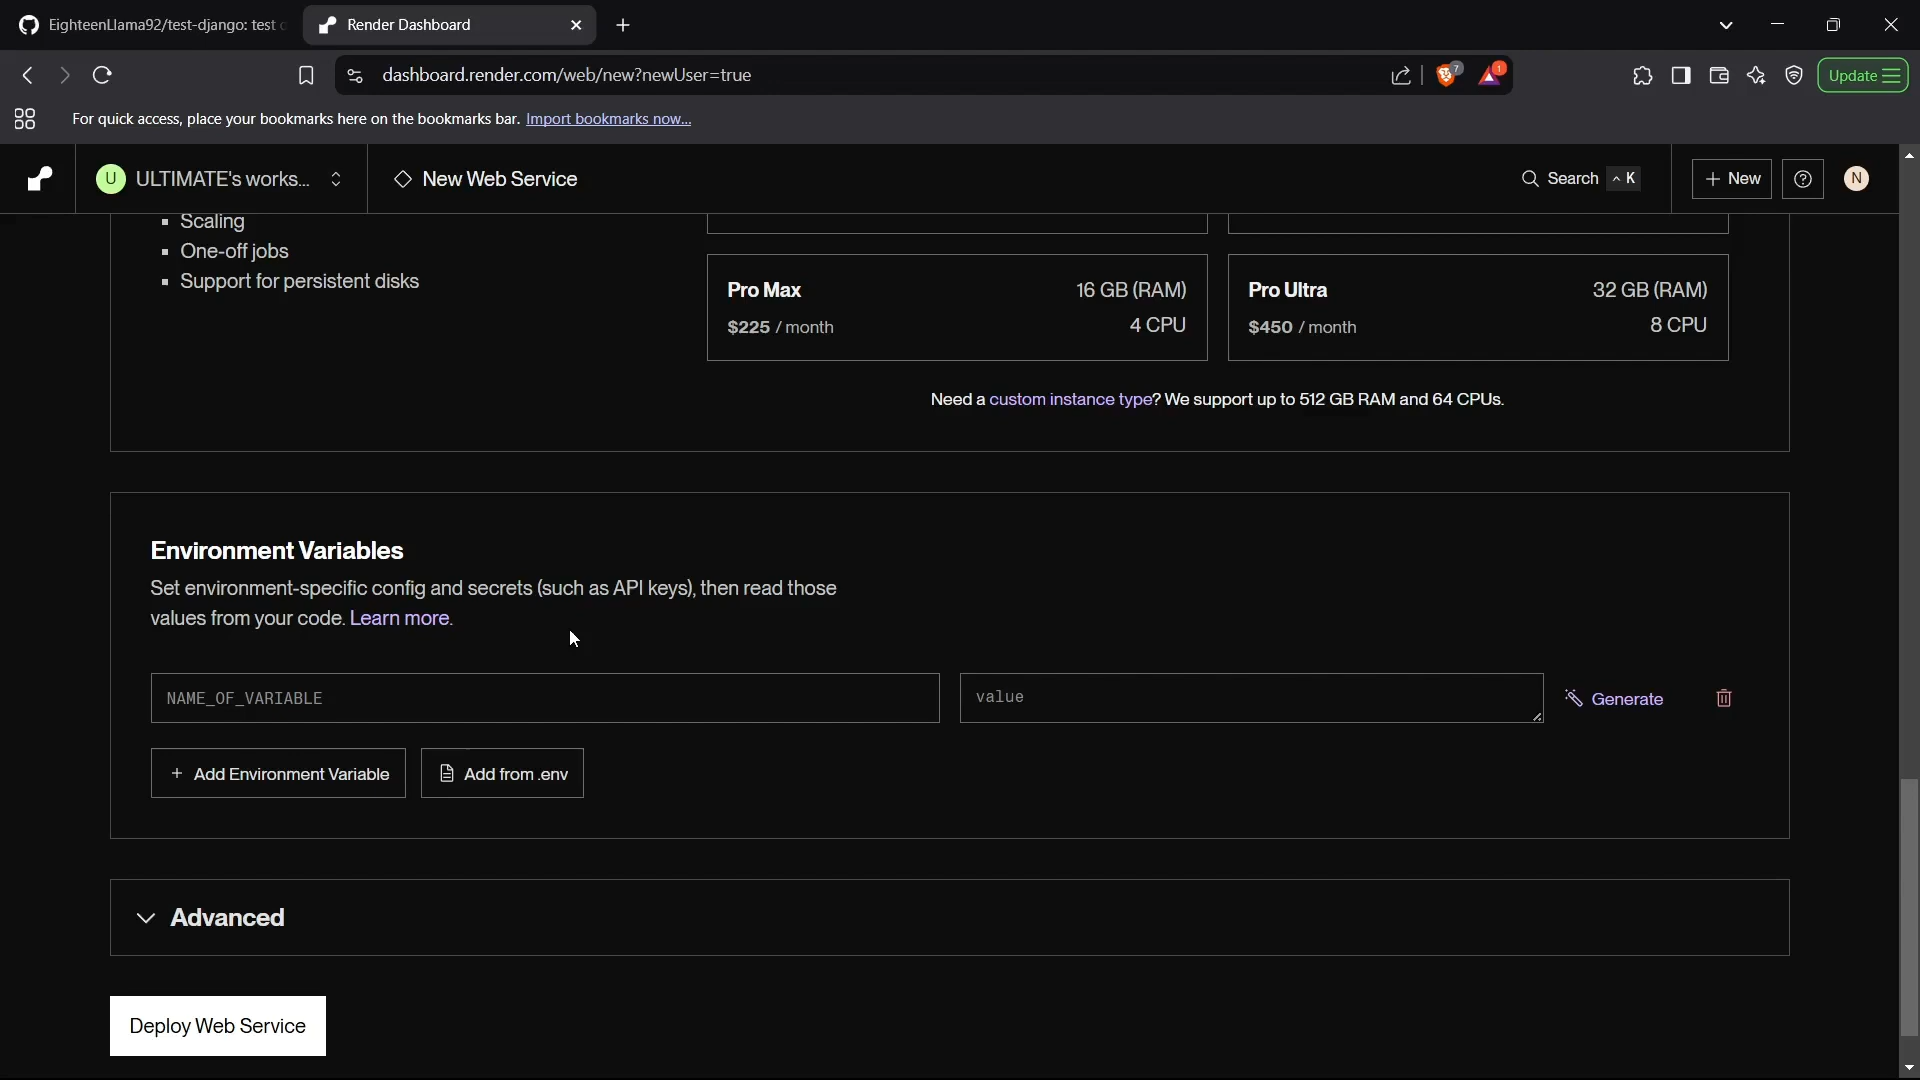 EighteenLlama92/test-django: test
Render Dashboard
dashboard.render.com/web/new?newUser=true
7
1
Update
For quick access, place your bookmarks here on the bookmarks bar. Import bookmarks now...
U ULTIMATE's works...
New Web Service
Search ^ K
+ New
N
Scaling
One-off jobs
Support for persistent disks
Pro Max 16 GB (RAM)
$225 / month 4 CPU
Pro Ultra 32 GB (RAM)
$450 / month 8 CPU
Need a custom instance type? We support up to 512 GB RAM and 64 CPUs.
Environment Variables
Set environment-specific config and secrets (such as API keys), then read those
values from your code. Learn more.
NAME_OF_VARIABLE
value
Generate
+ Add Environment Variable
Add from .env
Advanced
Deploy Web Service